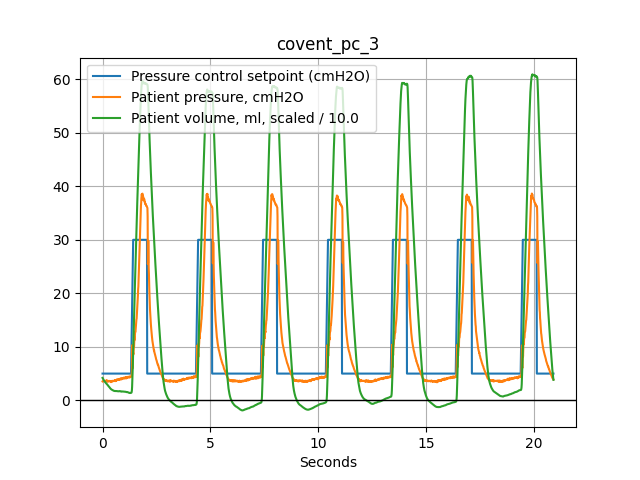 covent_pc_3
Pressure control setpoint (cmH2O)
Patient pressure, cmH2O
Patient volume, ml, scaled / 10.0
60
50
40
30
20
10
0
0 5 10 15 20
Seconds